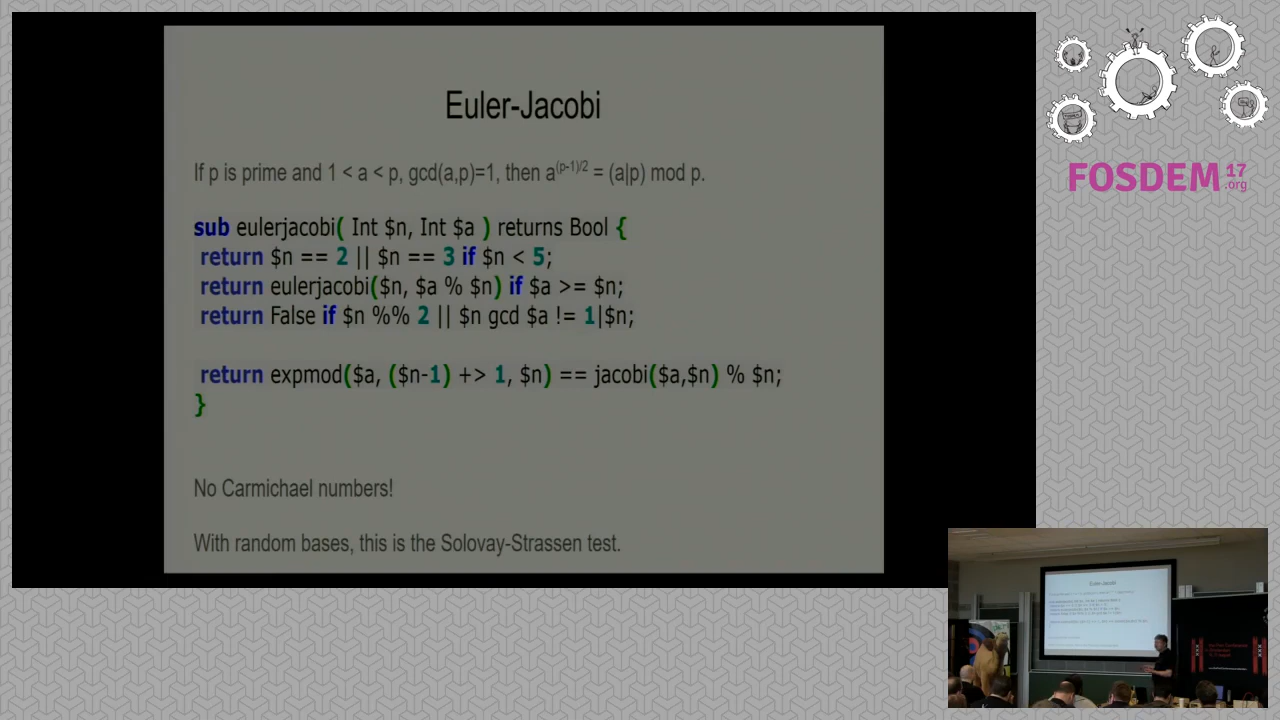 Euler-Jacobi
If p is prime and 1 < a < p, gcd(a,p)=1, then a^(p-1)/2 = (a|p) mod p.
sub eulerjacobi( Int $n, Int $a ) returns Bool {
return $n == 2 || $n == 3 if $n < 5;
return eulerjacobi($n, $a % $n) if $a >= $n;
return False if $n %% 2 || $n gcd $a != 1|$n;
return expmod($a, ($n-1) +> 1, $n) == jacobi($a,$n) % $n;
}
No Carmichael numbers!
With random bases, this is the Solovay-Strassen test.
FOSDEM 17
.org
Euler-Jacobi